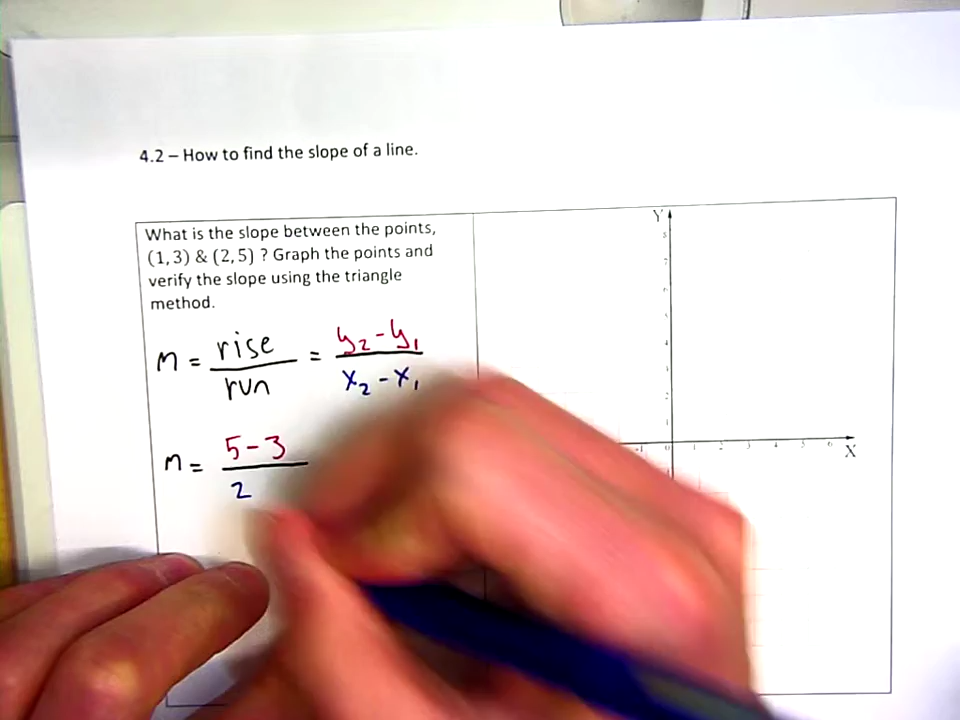 4.2 – How to find the slope of a line.
What is the slope between the points,
(1, 3) & (2, 5) ? Graph the points and
verify the slope using the triangle
method.
m = rise/run = y₂ - y₁/x₂ - x₁
m = 5 - 3/2
Y
X